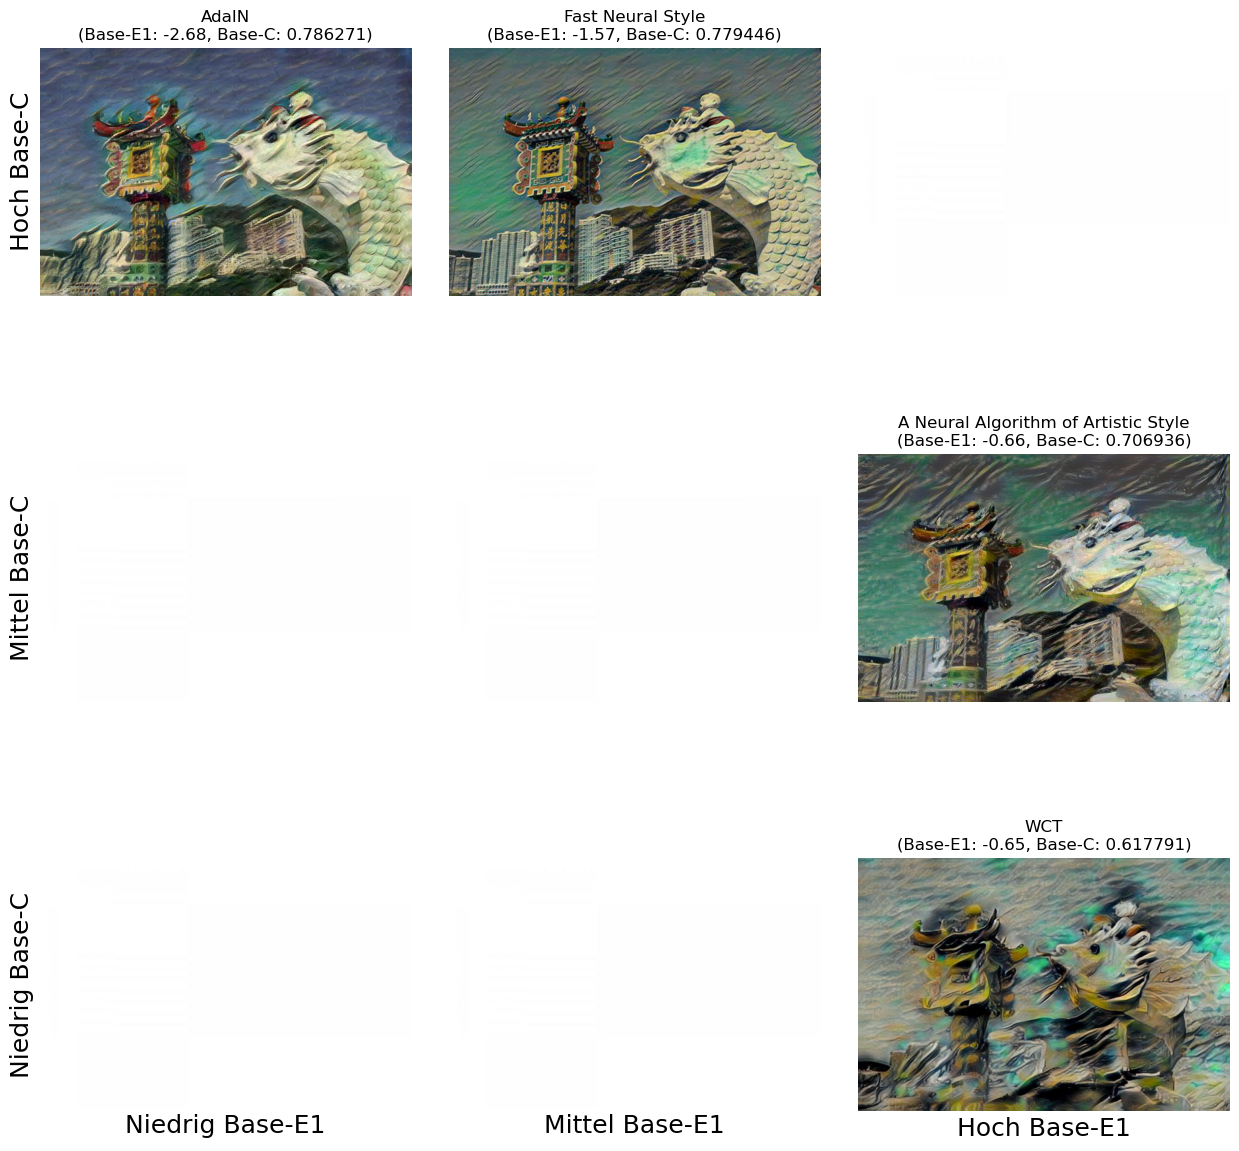 AdaIN
(Base-E1: -2.68, Base-C: 0.786271)
Fast Neural Style
(Base-E1: -1.57, Base-C: 0.779446)
Hoch Base-C
A Neural Algorithm of Artistic Style
(Base-E1: -0.66, Base-C: 0.706936)
Mittel Base-C
WCT
(Base-E1: -0.65, Base-C: 0.617791)
Niedrig Base-C
Niedrig Base-E1
Mittel Base-E1
Hoch Base-E1